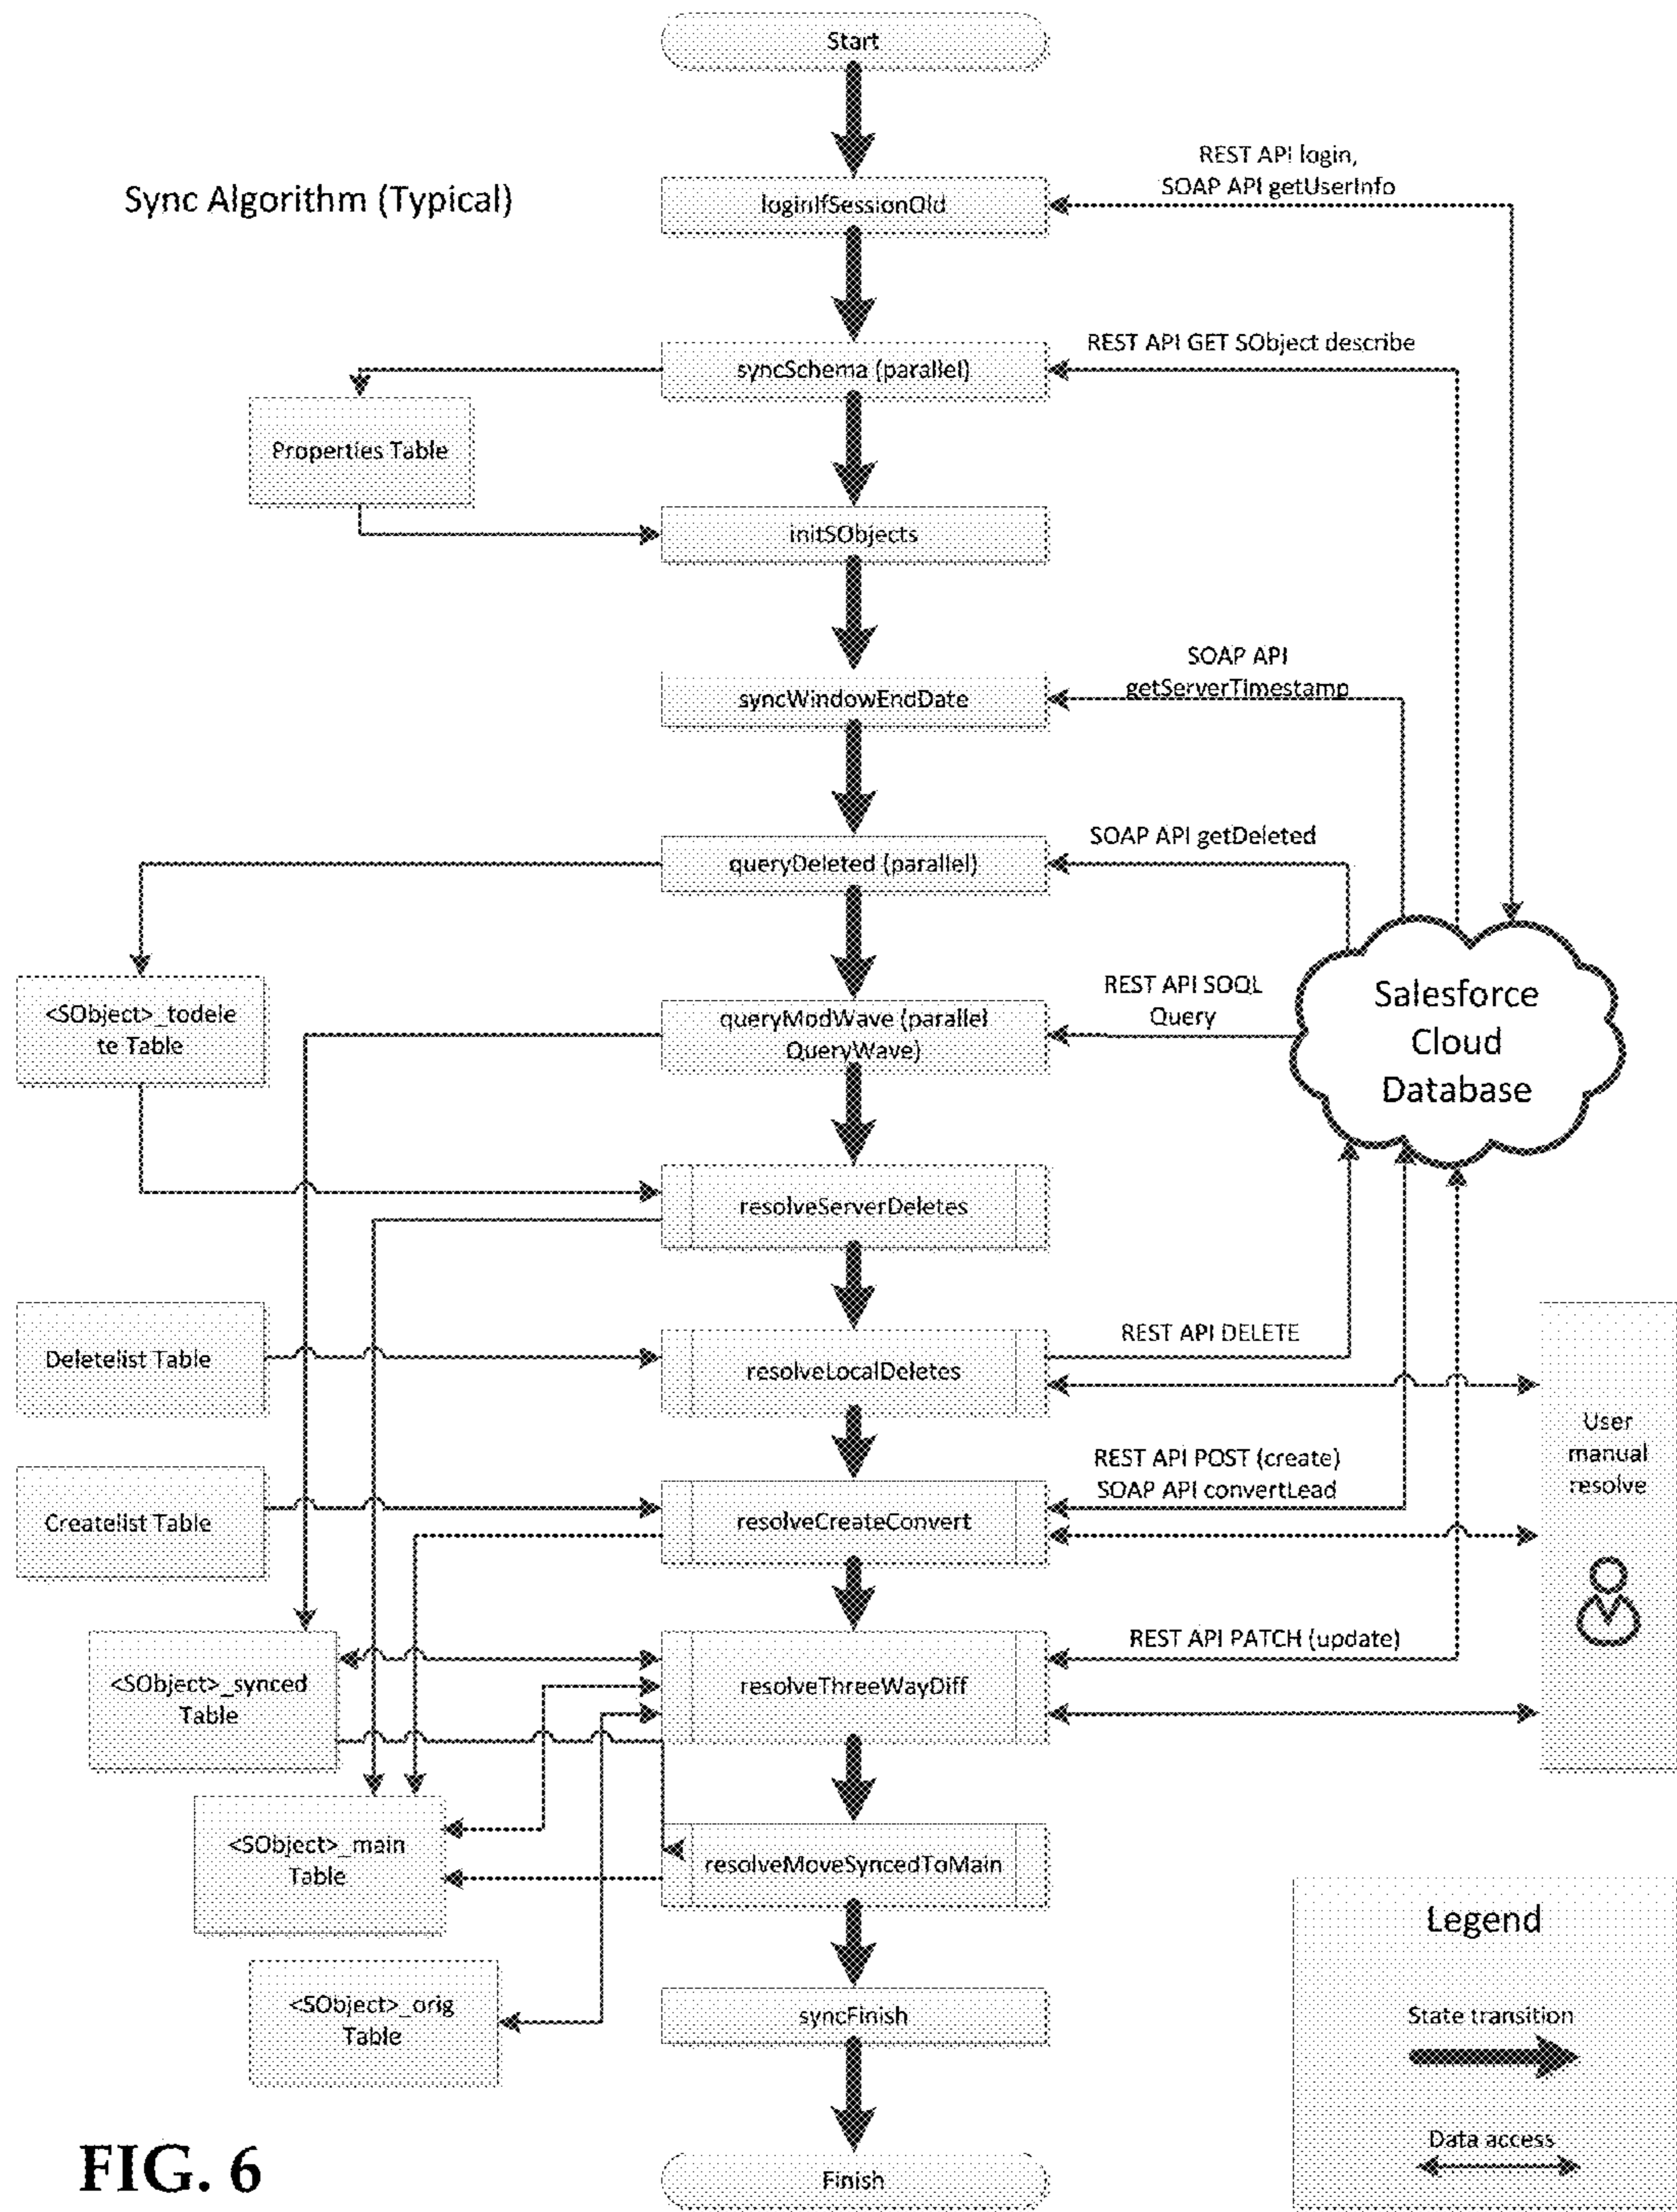 Start
REST API login,
SOAP API getUserInfo
Sync Algorithm (Typical)
loginIfSessionOld
REST API GET SObject describe
syncSchema (parallel)
Properties Table
initSObjects
SOAP API
getServerTimestamp
syncWindowEndDate
SOAP API getDeleted
queryDeleted (parallel)
<SObject>_todele
te Table
queryModWave (parallel
QueryWave)
REST API SOQL
Query
Salesforce
Cloud
Database
resolveServerDeletes
Deletelist Table
resolveLocalDeletes
REST API DELETE
User
manual
resolve
Createlist Table
resolveCreateConvert
REST API POST (create)
SOAP API convertLead
<SObject>_synced
Table
resolveThreeWayDiff
REST API PATCH (update)
<SObject>_main
Table
resolveMoveSyncedToMain
<SObject>_orig
Table
syncFinish
Finish
Legend
State transition
Data access
FIG. 6